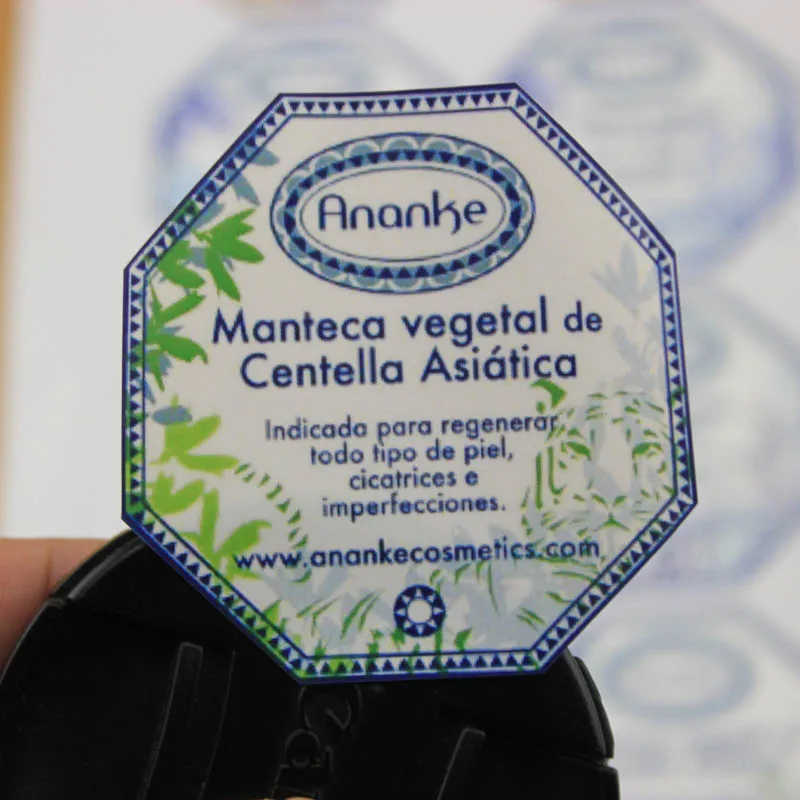 Ananke
Manteca vegetal de
Centella Asiática
Indicada para regenerar
todo tipo de piel,
cicatrices e
imperfecciones.
www.anankecosmetics.com